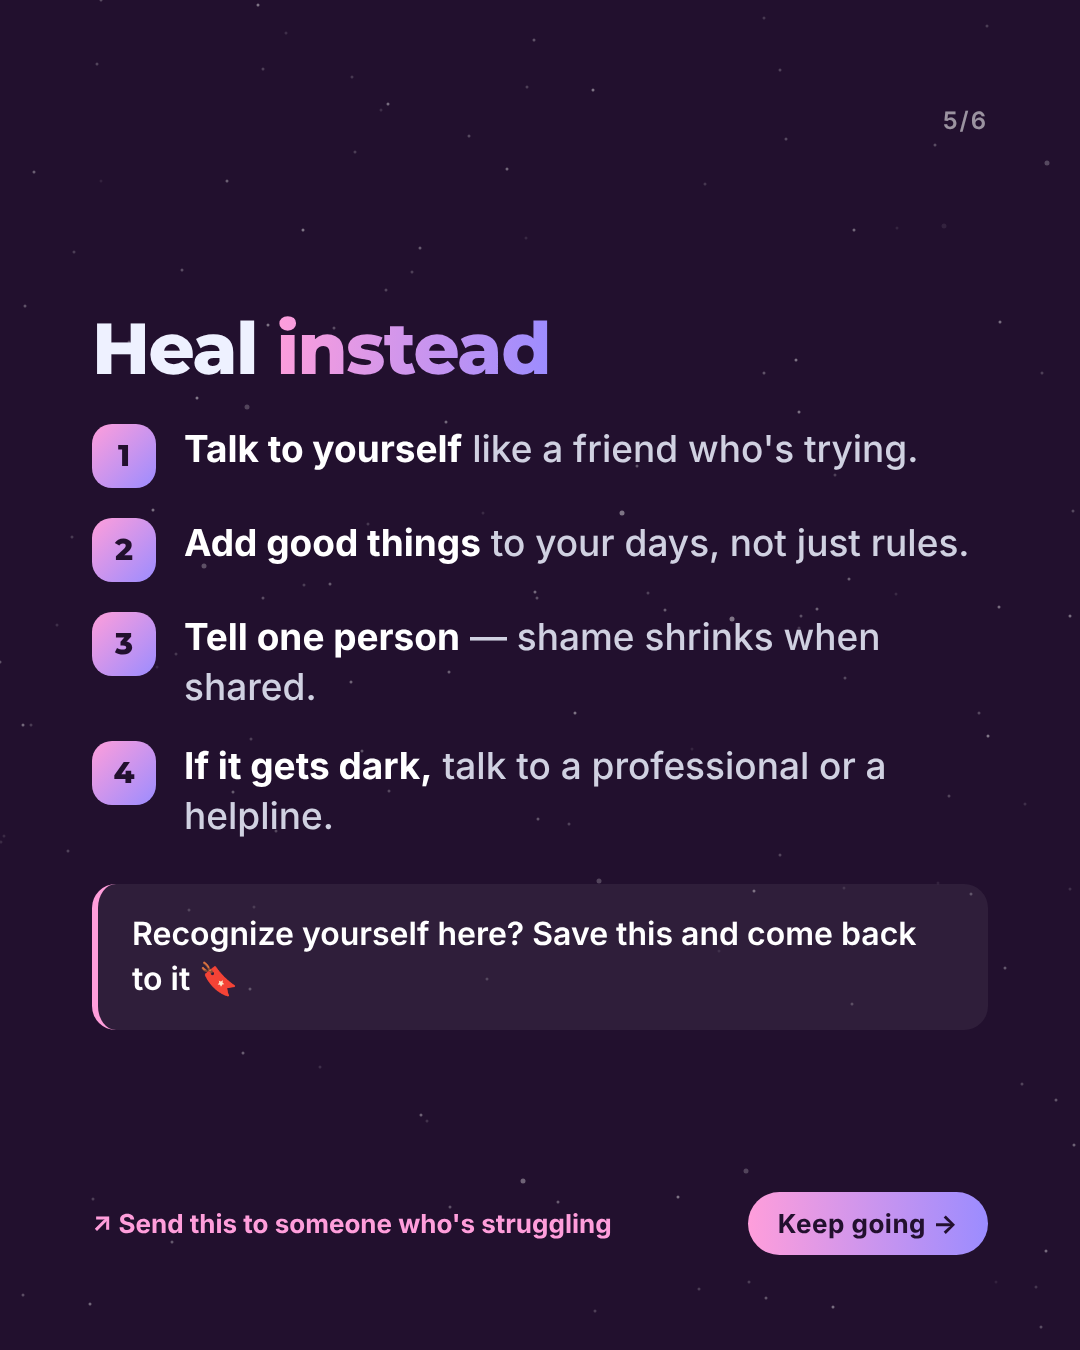 5/6
Heal instead
1 Talk to yourself like a friend who's trying.
2 Add good things to your days, not just rules.
3 Tell one person — shame shrinks when
shared.
4 If it gets dark, talk to a professional or a
helpline.
Recognize yourself here? Save this and come back
to it 🔖
↗ Send this to someone who's struggling
Keep going →